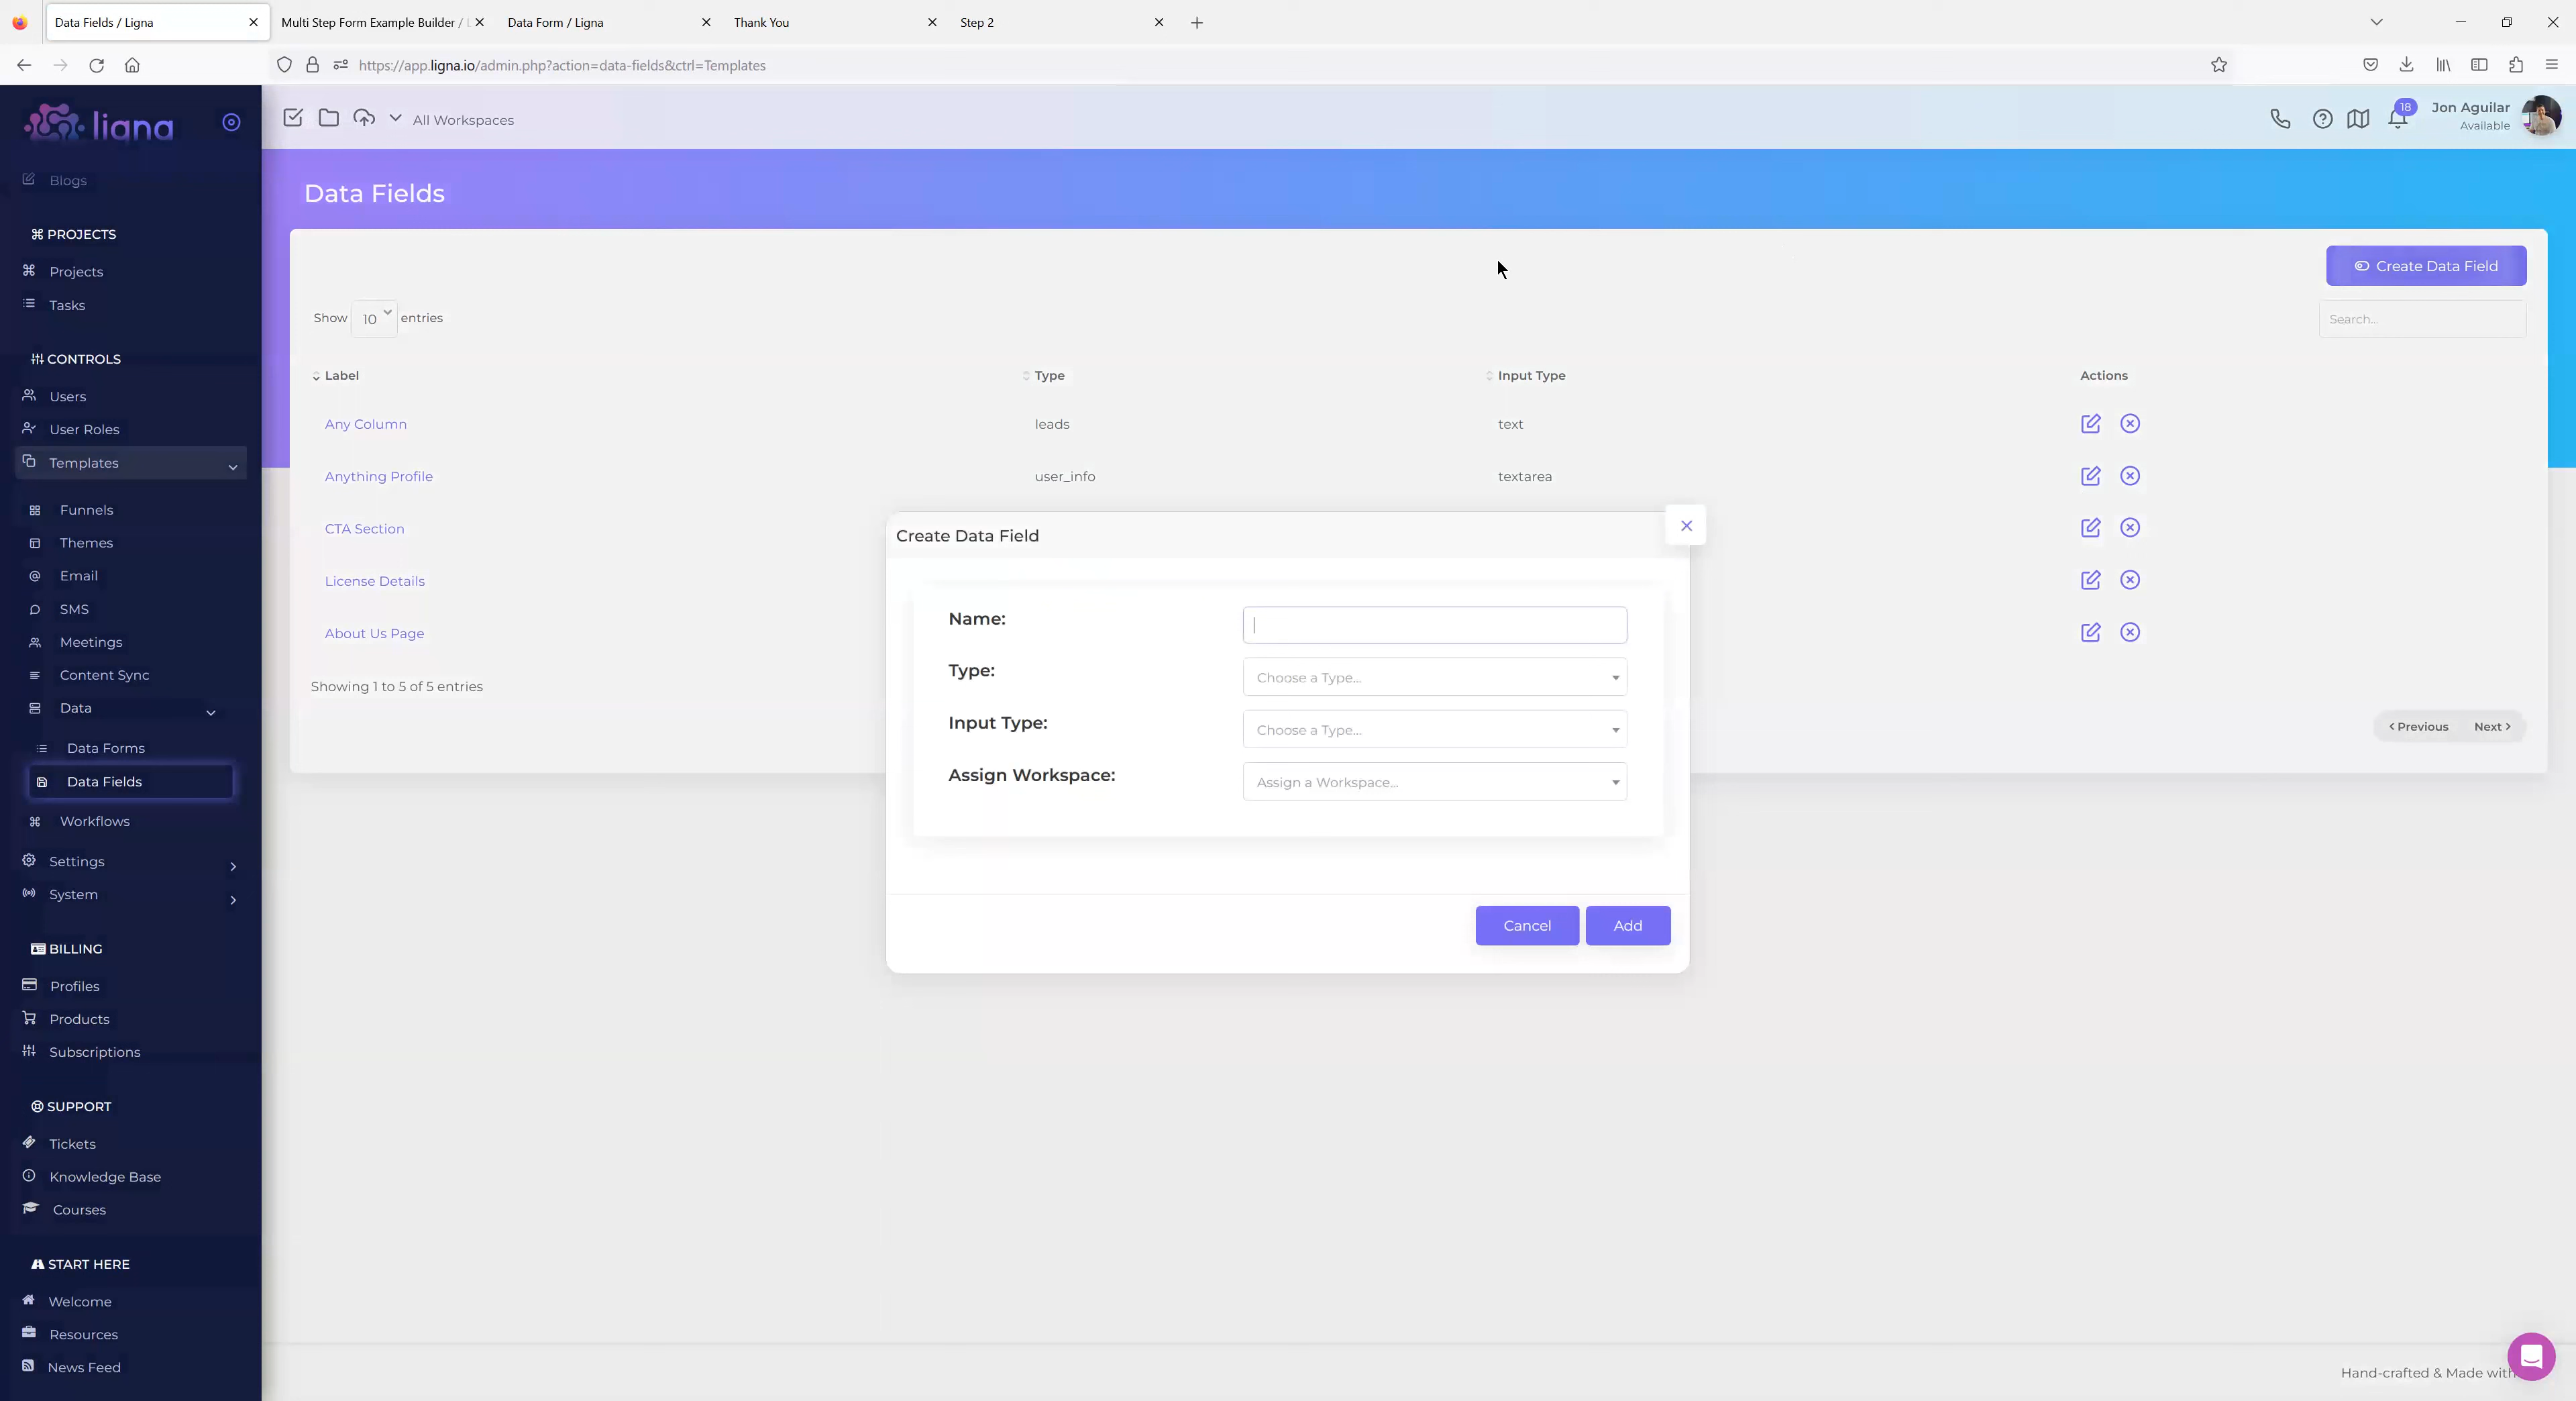 Data Fields / Ligna
Multi Step Form Example Builder /
Data Form / Ligna
Thank You
Step 2
https://app.ligna.io/admin.php?action=data-fields&ctrl=Templates
ligna
All Workspaces
18
Jon Aguilar
Available
Blogs
PROJECTS
Projects
Tasks
CONTROLS
Users
User Roles
Templates
Funnels
Themes
Email
SMS
Meetings
Content Sync
Data
Data Forms
Data Fields
Workflows
Settings
System
BILLING
Profiles
Products
Subscriptions
SUPPORT
Tickets
Knowledge Base
Courses
START HERE
Welcome
Resources
News Feed
Data Fields
Create Data Field
Show 10 entries
Search...
Label Type Input Type Actions
Any Column leads text
Anything Profile user_info textarea
CTA Section
License Details
About Us Page
Showing 1 to 5 of 5 entries
Previous Next
Create Data Field
Name:
Type: Choose a Type...
Input Type: Choose a Type...
Assign Workspace: Assign a Workspace...
Cancel Add
Hand-crafted & Made with